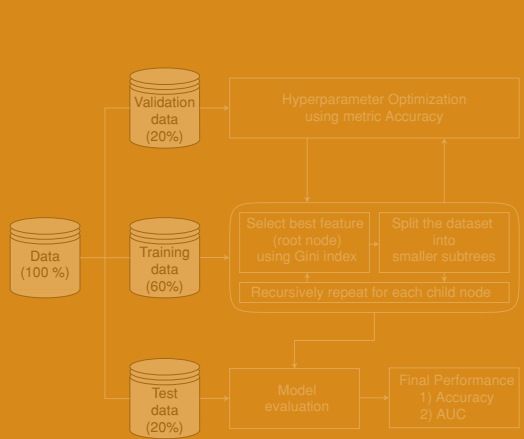 Validation
data
(20%)
Hyperparameter Optimization
using metric Accuracy
Data
(100 %)
Training
data
(60%)
Select best feature
(root node)
using Gini index
Split the dataset
into
smaller subtrees
Recursively repeat for each child node
Test
data
(20%)
Model
evaluation
Final Performance
1) Accuracy
2) AUC